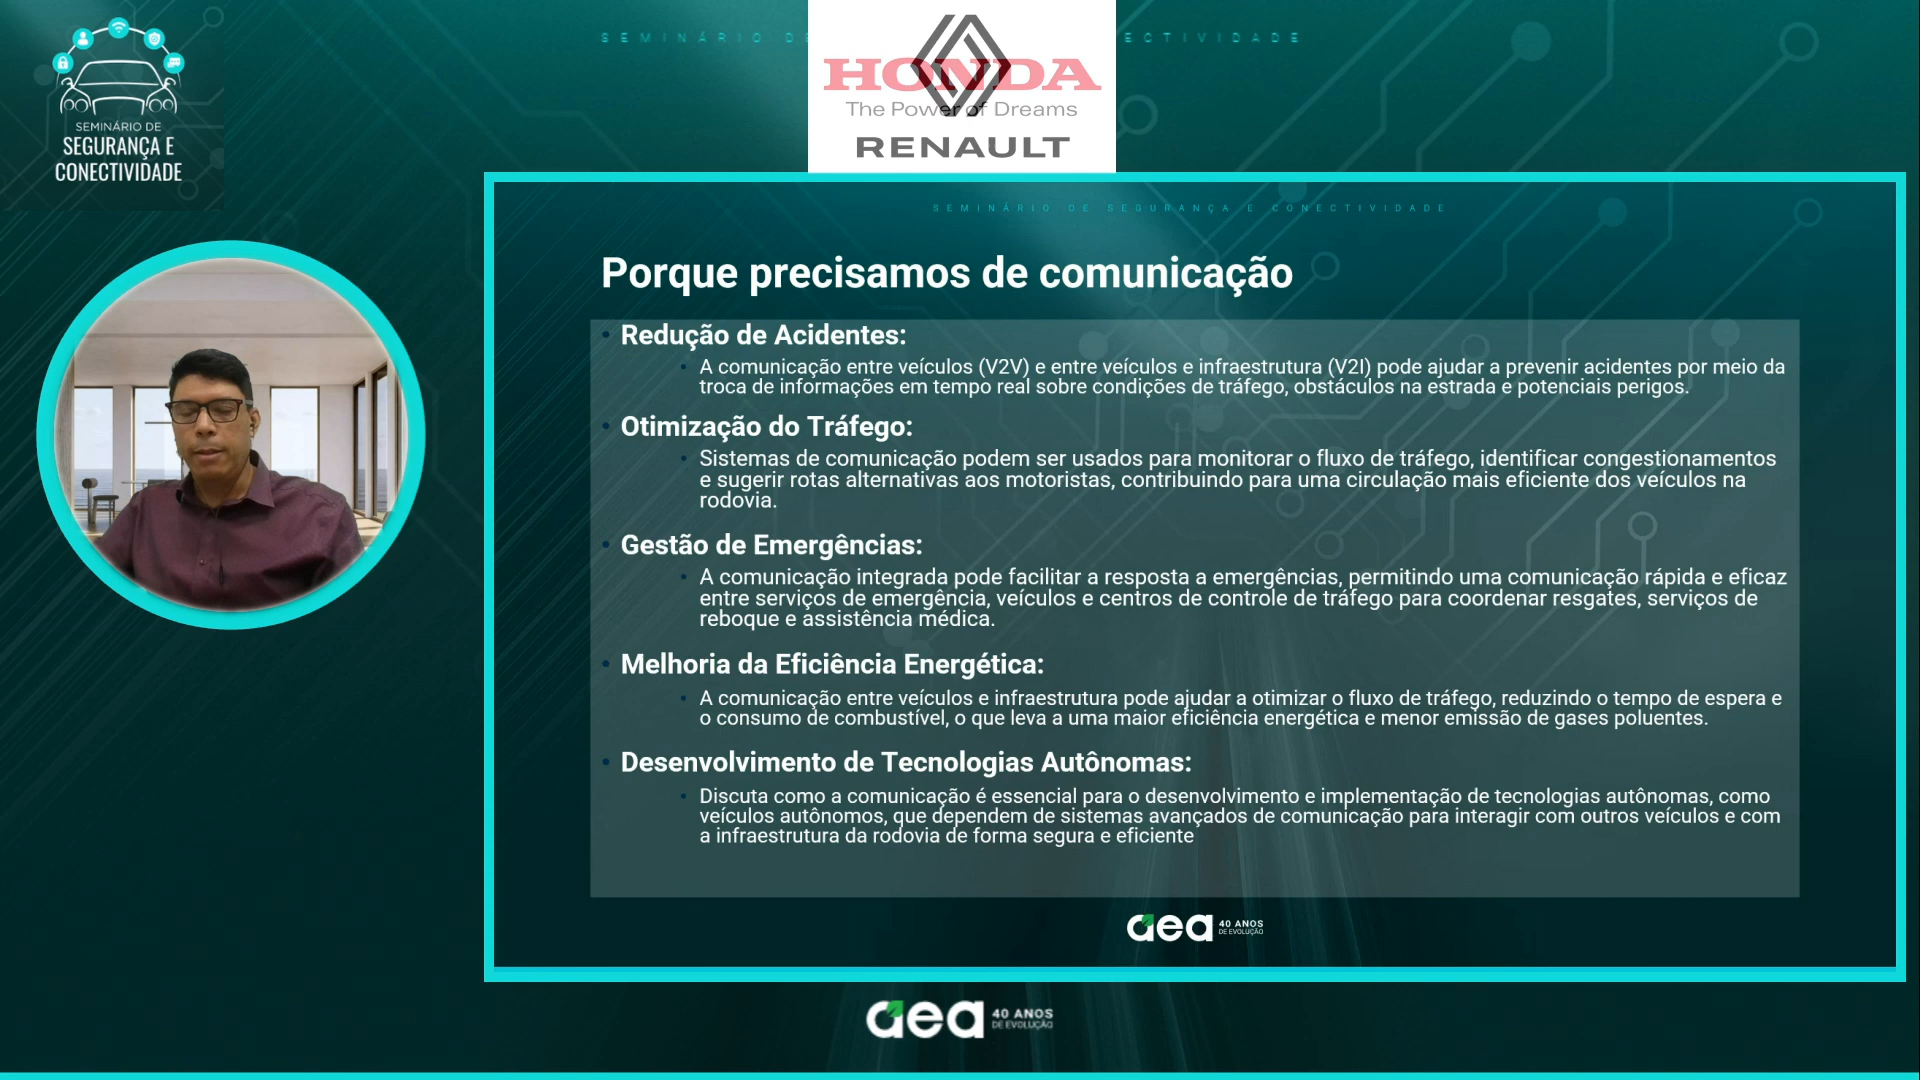 SEMINÁRIO DE
SEGURANÇA E
CONECTIVIDADE
SEMINÁRIO DE
ECTIVIDADE
HONDA
The Power of Dreams
RENAULT
SEMINÁRIO DE SEGURANÇA E CONECTIVIDADE
Porque precisamos de comunicação
• Redução de Acidentes:
• A comunicação entre veículos (V2V) e entre veículos e infraestrutura (V2I) pode ajudar a prevenir acidentes por meio da
troca de informações em tempo real sobre condições de tráfego, obstáculos na estrada e potenciais perigos.
• Otimização do Tráfego:
• Sistemas de comunicação podem ser usados para monitorar o fluxo de tráfego, identificar congestionamentos
e sugerir rotas alternativas aos motoristas, contribuindo para uma circulação mais eficiente dos veículos na
rodovia.
• Gestão de Emergências:
• A comunicação integrada pode facilitar a resposta a emergências, permitindo uma comunicação rápida e eficaz
entre serviços de emergência, veículos e centros de controle de tráfego para coordenar resgates, serviços de
reboque e assistência médica.
• Melhoria da Eficiência Energética:
• A comunicação entre veículos e infraestrutura pode ajudar a otimizar o fluxo de tráfego, reduzindo o tempo de espera e
o consumo de combustível, o que leva a uma maior eficiência energética e menor emissão de gases poluentes.
• Desenvolvimento de Tecnologias Autônomas:
• Discuta como a comunicação é essencial para o desenvolvimento e implementação de tecnologias autônomas, como
veículos autônomos, que dependem de sistemas avançados de comunicação para interagir com outros veículos e com
a infraestrutura da rodovia de forma segura e eficiente
aea 40 ANOS
DE EVOLUÇÃO
aea 40 ANOS
DE EVOLUÇÃO